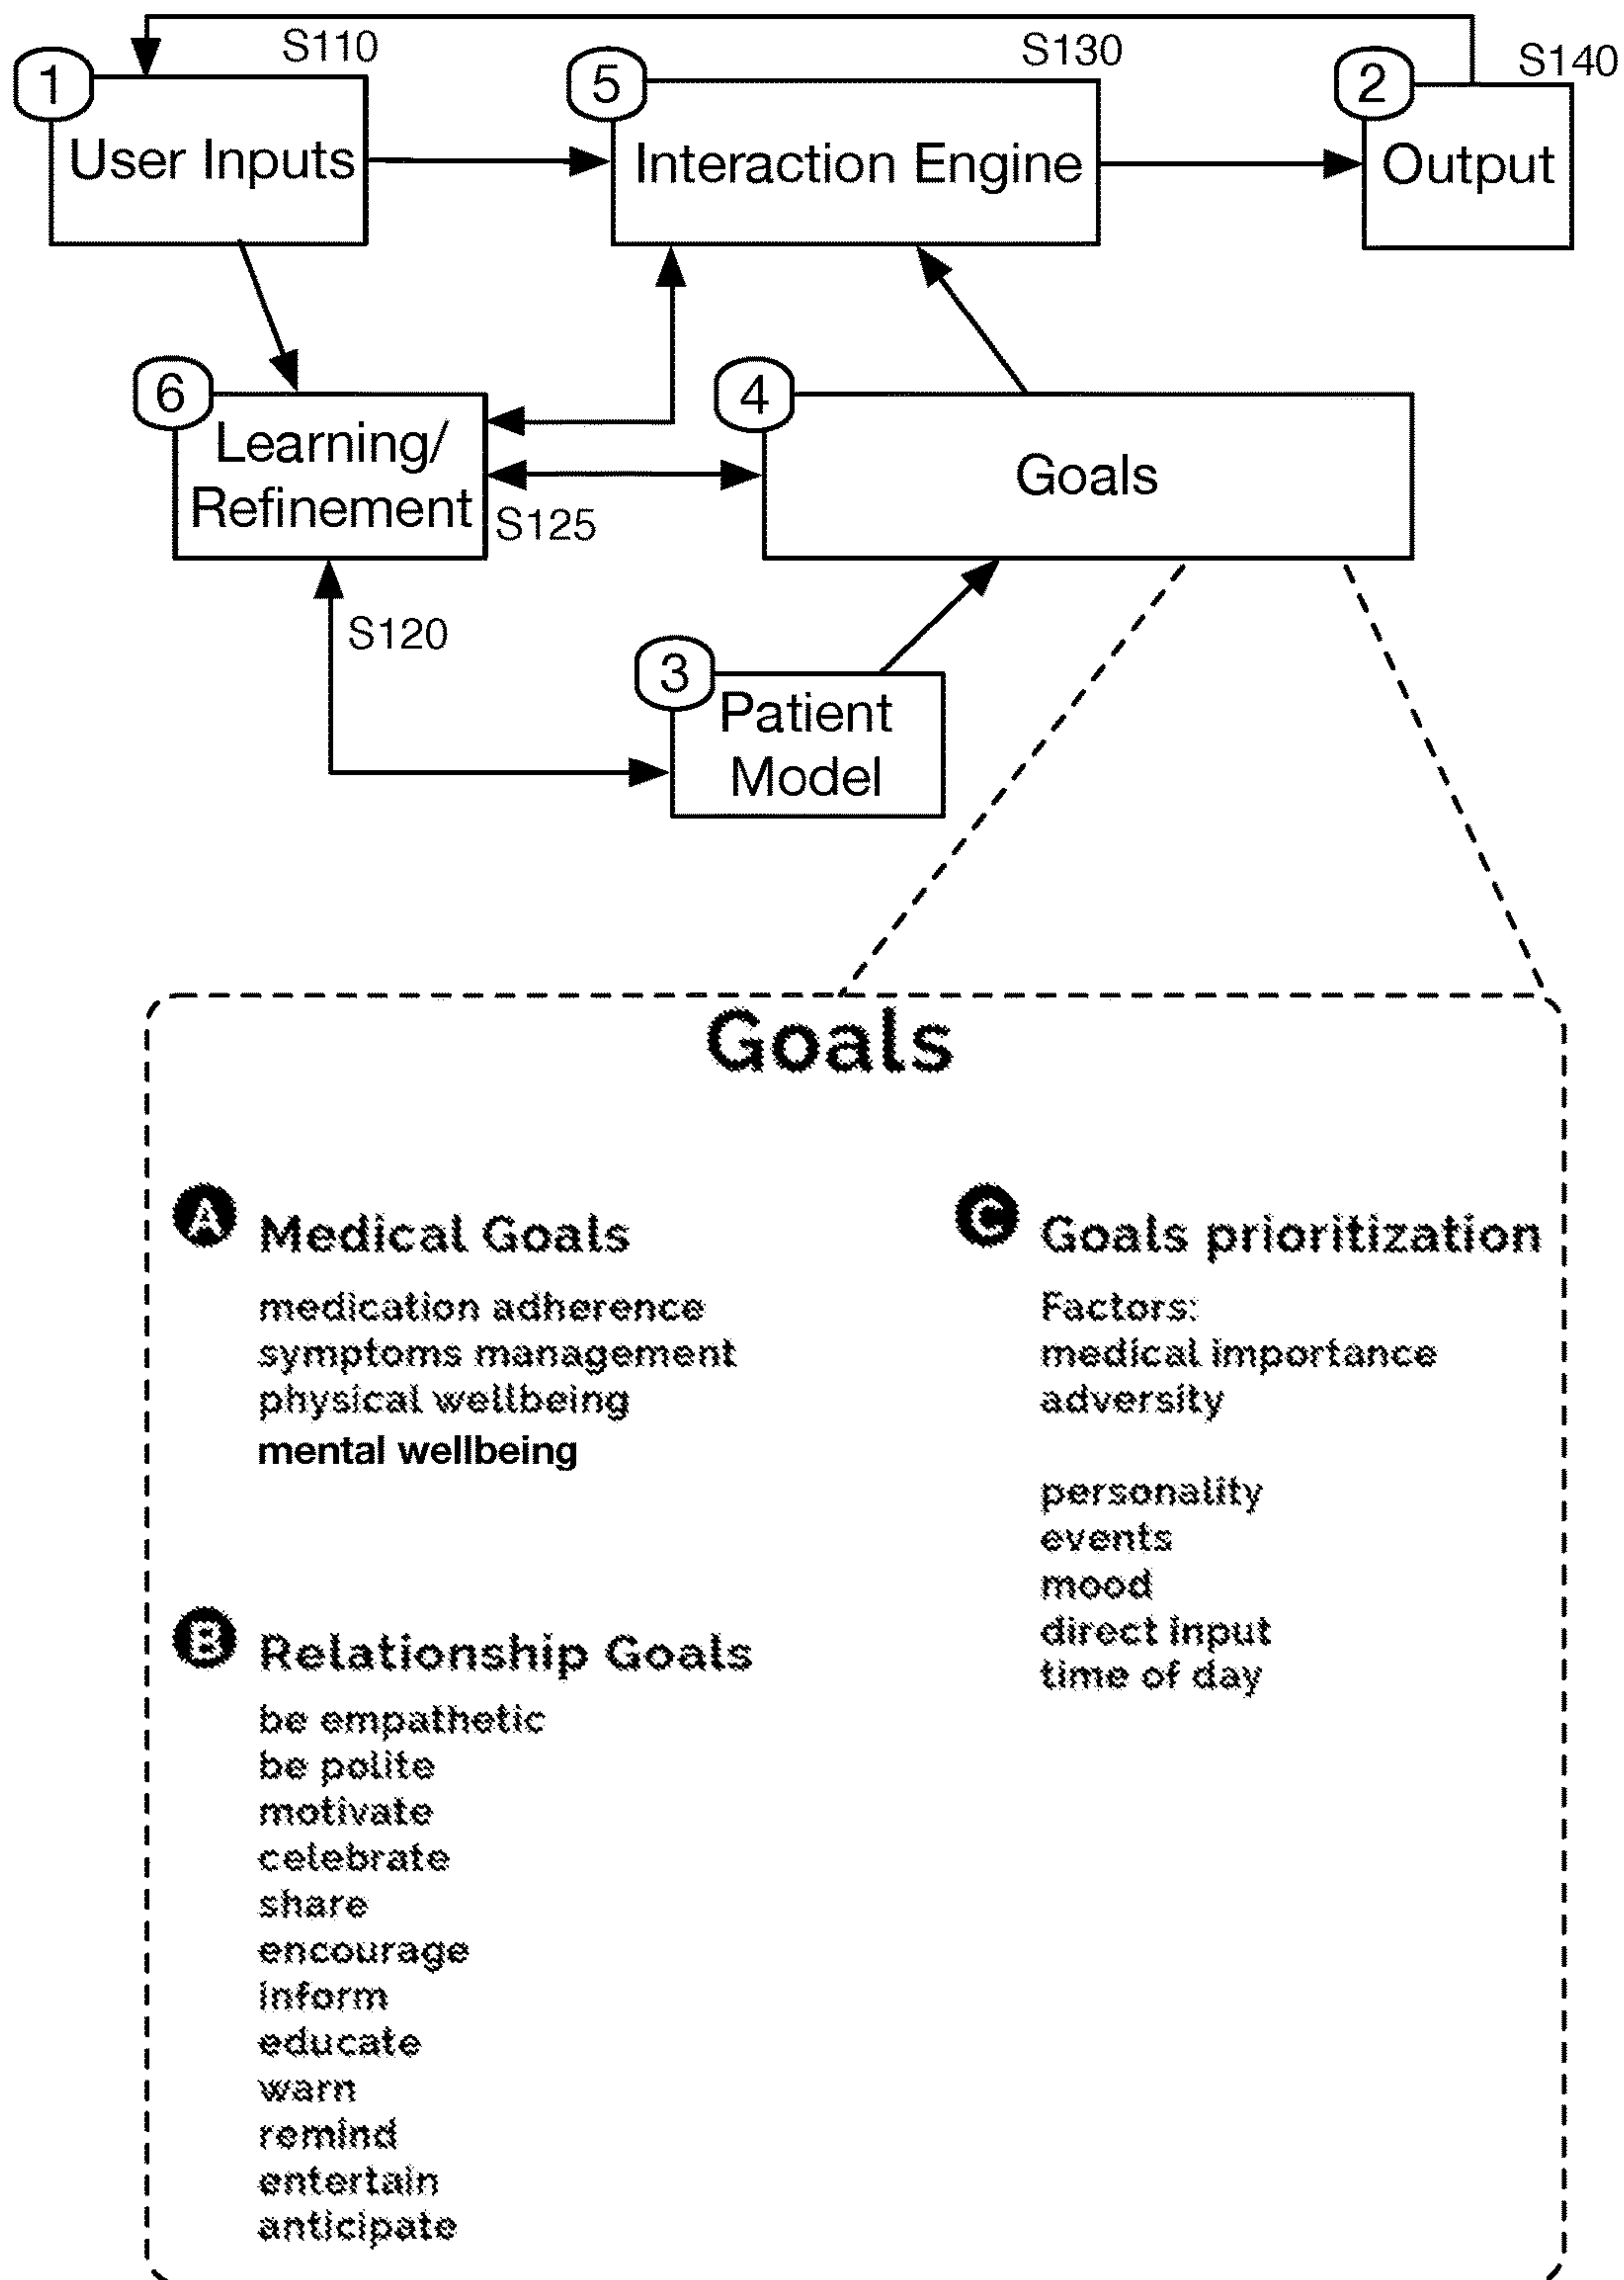 S110
S130
S140
1
5
2
User Inputs
Interaction Engine
Output
6
4
Learning/
Refinement
Goals
S125
S120
3
Patient
Model
Goals
A Medical Goals
medication adherence
symptoms management
physical wellbeing
mental wellbeing
B Relationship Goals
be empathetic
be polite
motivate
celebrate
share
encourage
inform
educate
warn
remind
entertain
anticipate
C Goals prioritization
Factors:
medical importance
adversity
personality
events
mood
direct input
time of day